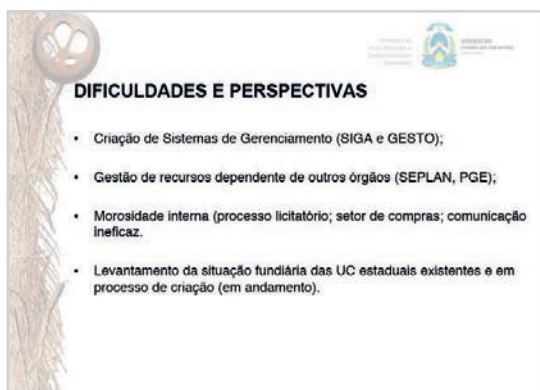 DIFICULDADES E PERSPECTIVAS
• Criação de Sistemas de Gerenciamento (SIGA e GESTO);
• Gestão de recursos dependente de outros órgãos (SEPLAN, PGE);
• Morosidade interna (processo licitatório; setor de compras; comunicação
ineficaz.
• Levantamento da situação fundiária das UC estaduais existentes e em
processo de criação (em andamento).